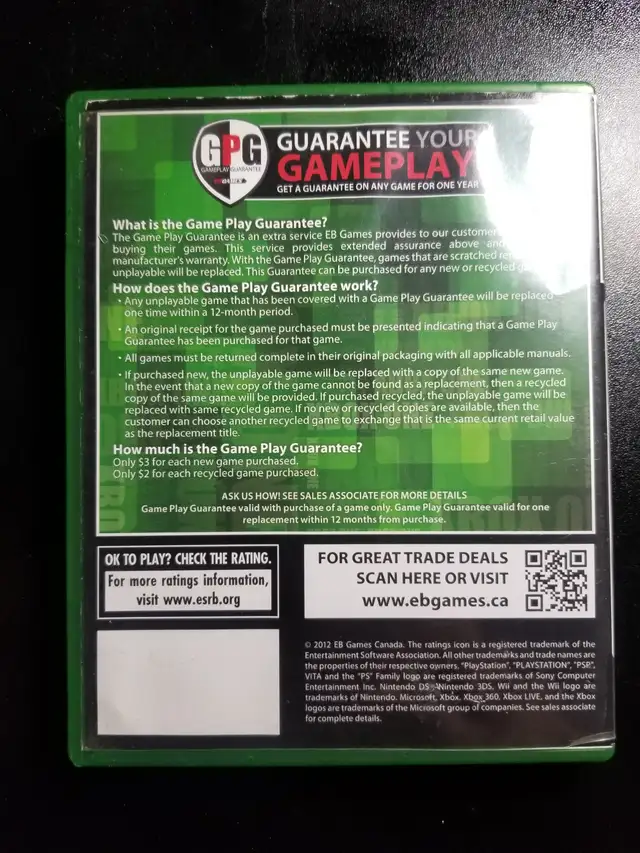 GPG
GAMEPLAY GUARANTEE
GUARANTEE YOUR
GAMEPLAY
GET A GUARANTEE ON ANY GAME FOR ONE YEAR
What is the Game Play Guarantee?
The Game Play Guarantee is an extra service EB Games provides to our
buying their games. This service provides extended assurance above and
manufacturer's warranty. With the Game Play Guarantee, games that are scratched
unplayable will be replaced. This Guarantee can be purchased for any new or recycled
How does the Game Play Guarantee work?
• Any unplayable game that has been covered with a Game Play Guarantee will be replaced
one time within a 12-month period.
• An original receipt for the game purchased must be presented indicating that a Game Play
Guarantee has been purchased for that game.
• All games must be returned complete in their original packaging with all applicable manuals.
• If purchased new, the unplayable game will be replaced with a copy of the same new game.
In the event that a new copy of the game cannot be found as a replacement, then a recycled
copy of the same game will be provided. If purchased recycled, the unplayable game will be
replaced with same recycled game. If no new or recycled copies are available, then the
customer can choose another recycled game to exchange that is the same current retail value
as the replacement title.
How much is the Game Play Guarantee?
Only $3 for each new game purchased.
Only $2 for each recycled game purchased.
ASK US HOW! SEE SALES ASSOCIATE FOR MORE DETAILS
Game Play Guarantee valid with purchase of a game only. Game Play Guarantee valid for one
replacement within 12 months from purchase.
OK TO PLAY? CHECK THE RATING.
For more ratings information,
visit www.esrb.org
FOR GREAT TRADE DEALS
SCAN HERE OR VISIT
www.ebgames.ca
© 2012 EB Games Canada. The ratings icon is a registered trademark of the
Entertainment Software Association. All other trademarks and trade names are
the properties of their respective owners. "PlayStation", "PLAYSTATION", "PSP",
VITA and the "PS" Family logo are registered trademarks of Sony Computer
Entertainment Inc. Nintendo DS, Nintendo 3DS, Wii and the Wii logo are
trademarks of Nintendo. Microsoft, Xbox, Xbox 360, Xbox LIVE, and the Xbox
logos are trademarks of the Microsoft group of companies. See sales associate
for complete details.